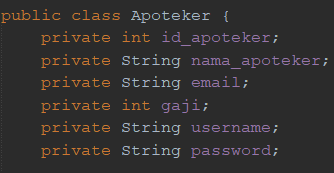 public class Apoteker {
private int id_apoteker;
private String nama_apoteker;
private String email;
private int gaji;
private String username;
private String password;